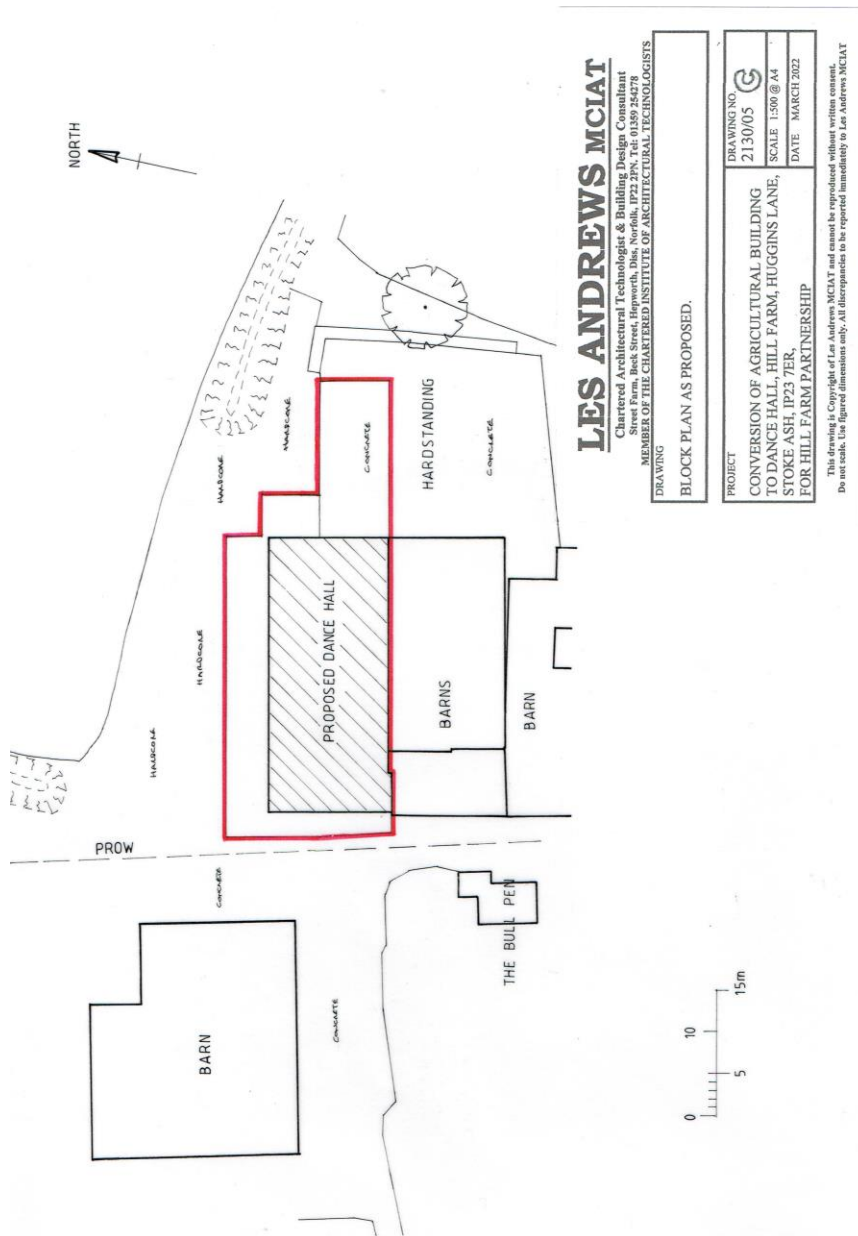 NORTH
HARDCORE
HARDCORE
HARDCORE
HARDCORE
CONCRETE
HARDSTANDING
CONCRETE
PROPOSED DANCE HALL
BARNS
BARN
PROW
CONCRETE
BARN
CONCRETE
THE BULL PEN
0 5 10 15m
LES ANDREWS MCIAT
Chartered Architectural Technologist & Building Design Consultant
Street Farm, Beck Street, Hepworth, Diss, Norfolk, IP22 2PN. Tel: 01359 254278
MEMBER OF THE CHARTERED INSTITUTE OF ARCHITECTURAL TECHNOLOGISTS
DRAWING
BLOCK PLAN AS PROPOSED.
PROJECT
CONVERSION OF AGRICULTURAL BUILDING
TO DANCE HALL, HILL FARM, HUGGINS LANE,
STOKE ASH, IP23 7ER,
FOR HILL FARM PARTNERSHIP
DRAWING NO.
2130/05 G
SCALE 1:500 @ A4
DATE MARCH 2022
This drawing is Copyright of Les Andrews MCIAT and cannot be reproduced without written consent.
Do not scale. Use figured dimensions only. All discrepancies to be reported immediately to Les Andrews MCIAT